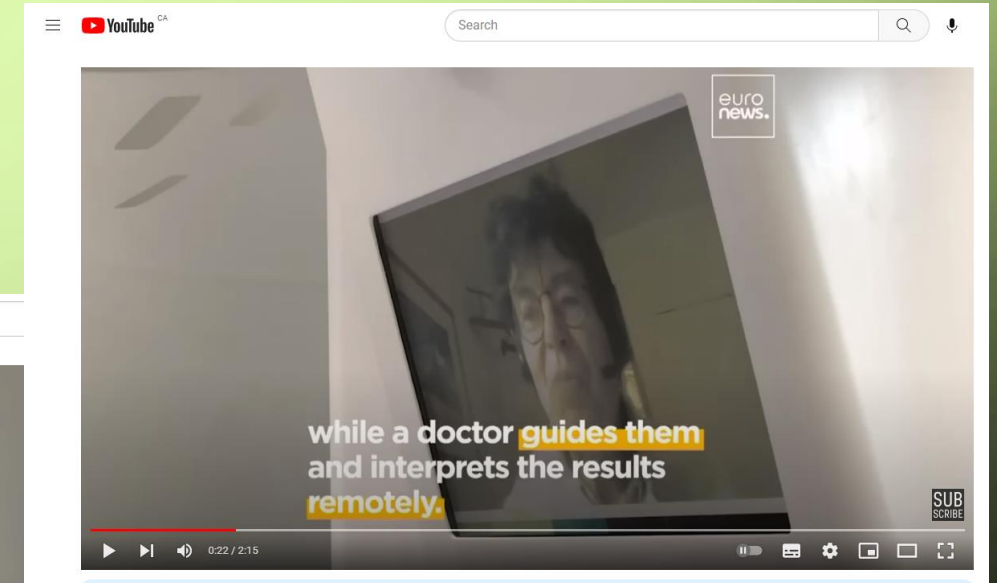 YouTube CA
Search
euro
news.
while a doctor guides them
and interprets the results
remotely.
SUB
SCRIBE
0:22 / 2:15